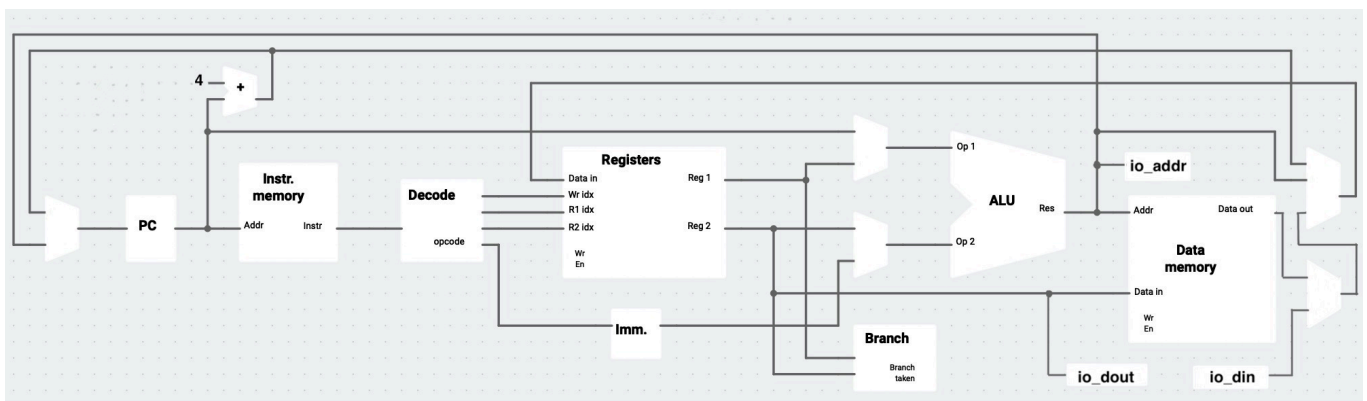 4
+
PC
Instr.
memory
Addr
Instr
Decode
opcode
Registers
Data in
Wr idx
R1 idx
R2 idx
Reg 1
Reg 2
Wr
En
Imm.
Op 1
Op 2
ALU
Res
Branch
Branch
taken
io_addr
Addr
Data out
Data
memory
Data in
Wr
En
io_dout
io_din